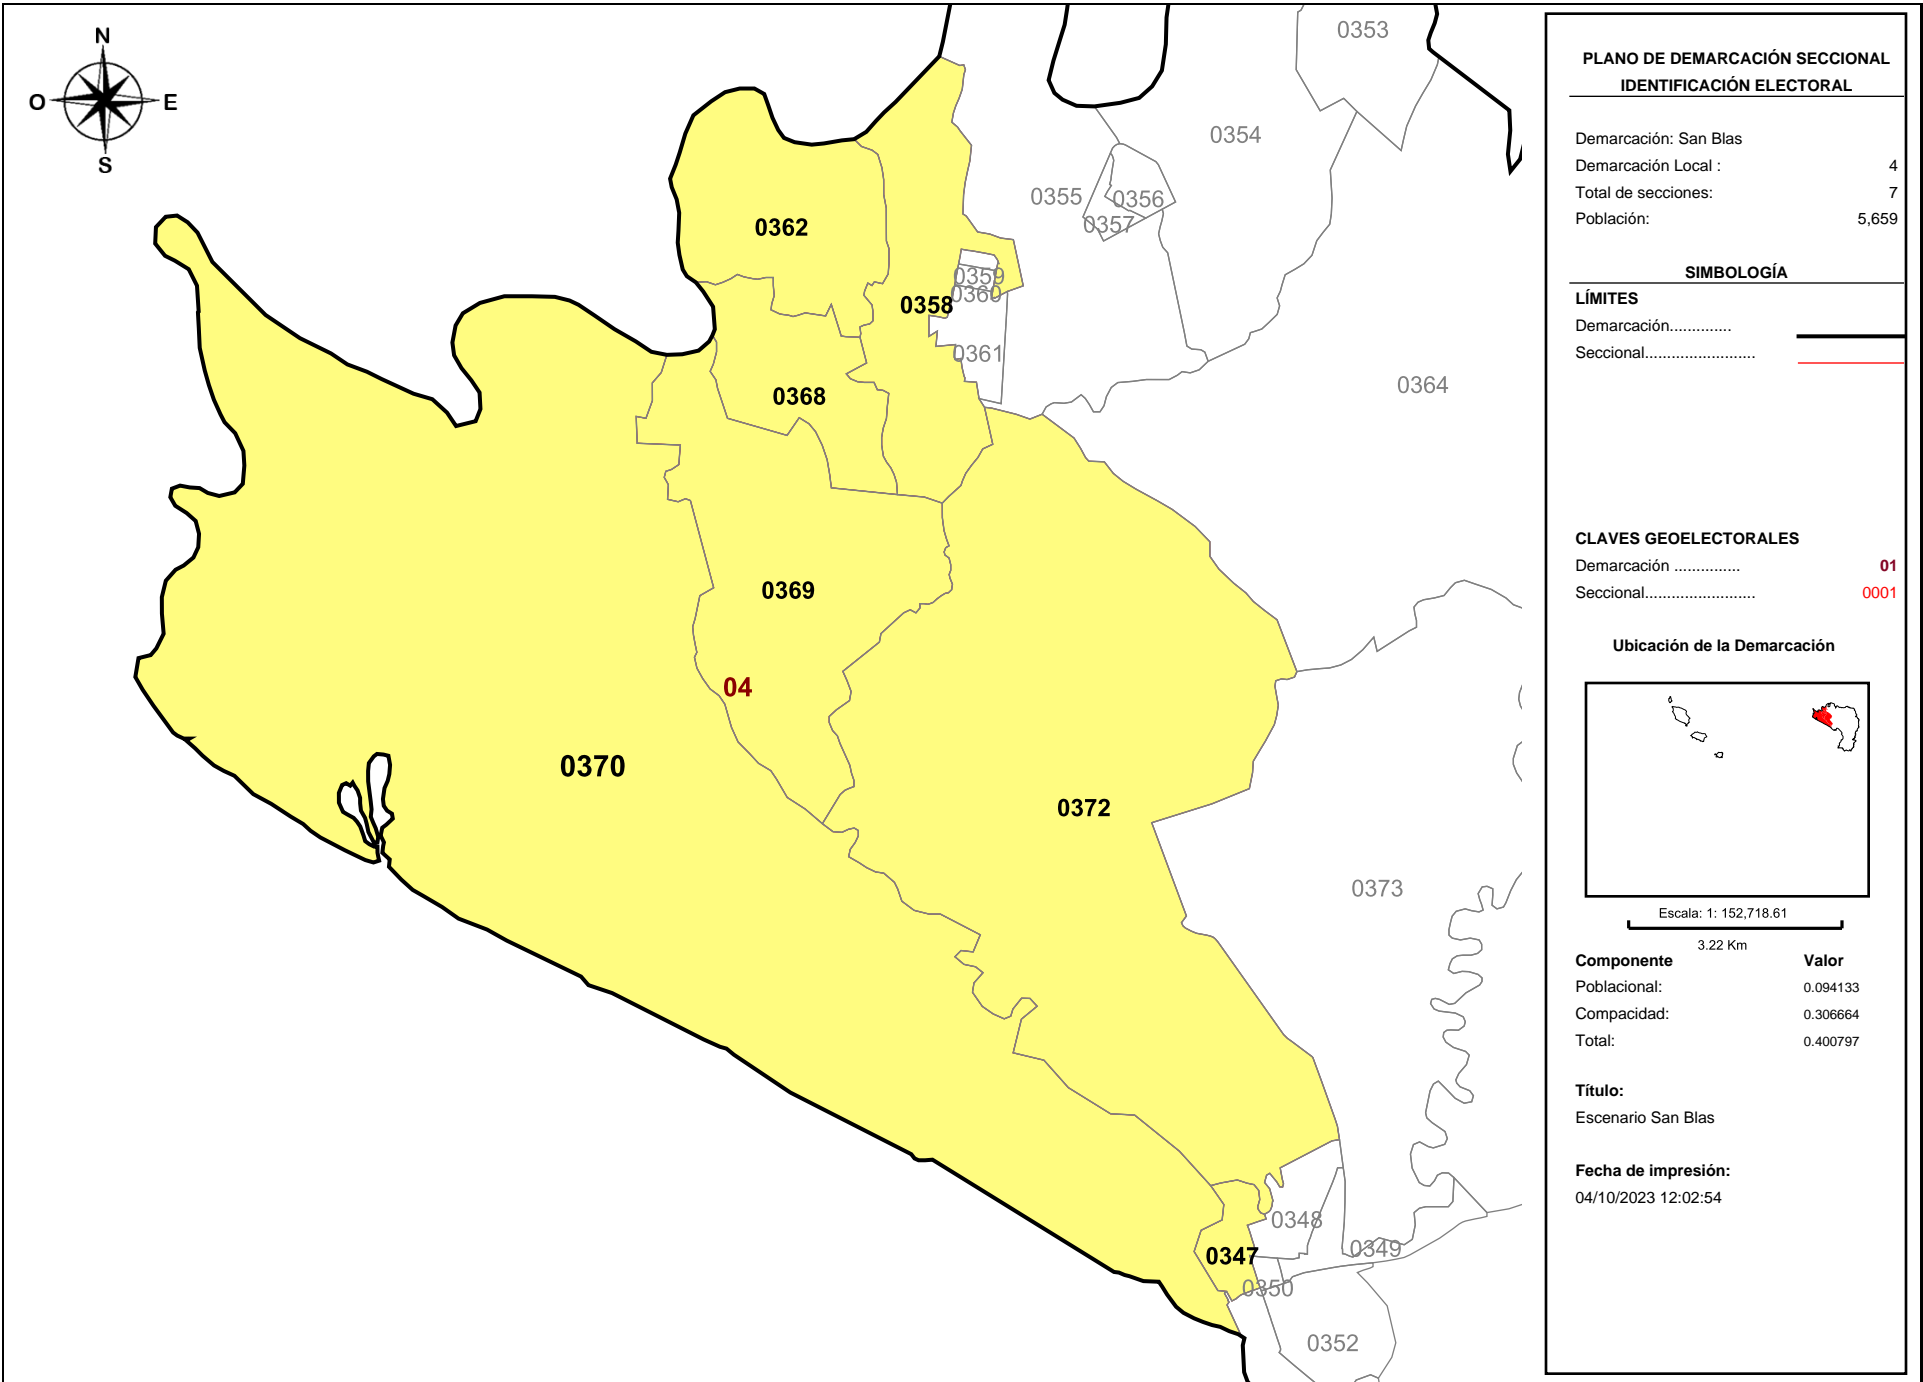 N
O
E
S
0353
0354
0355
0356
0357
0362
0359
0360
0358
0361
0364
0368
0369
04
0370
0372
0373
0348
0347
0349
0350
0352
PLANO DE DEMARCACIÓN SECCIONAL
IDENTIFICACIÓN ELECTORAL
Demarcación: San Blas
Demarcación Local : 4
Total de secciones: 7
Población: 5,659
SIMBOLOGÍA
LÍMITES
Demarcación..............
Seccional.........................
CLAVES GEOELECTORALES
Demarcación ............... 01
Seccional......................... 0001
Ubicación de la Demarcación
Escala: 1: 152,718.61
3.22 Km
Componente Valor
Poblacional: 0.094133
Compacidad: 0.306664
Total: 0.400797
Título:
Escenario San Blas
Fecha de impresión:
04/10/2023 12:02:54